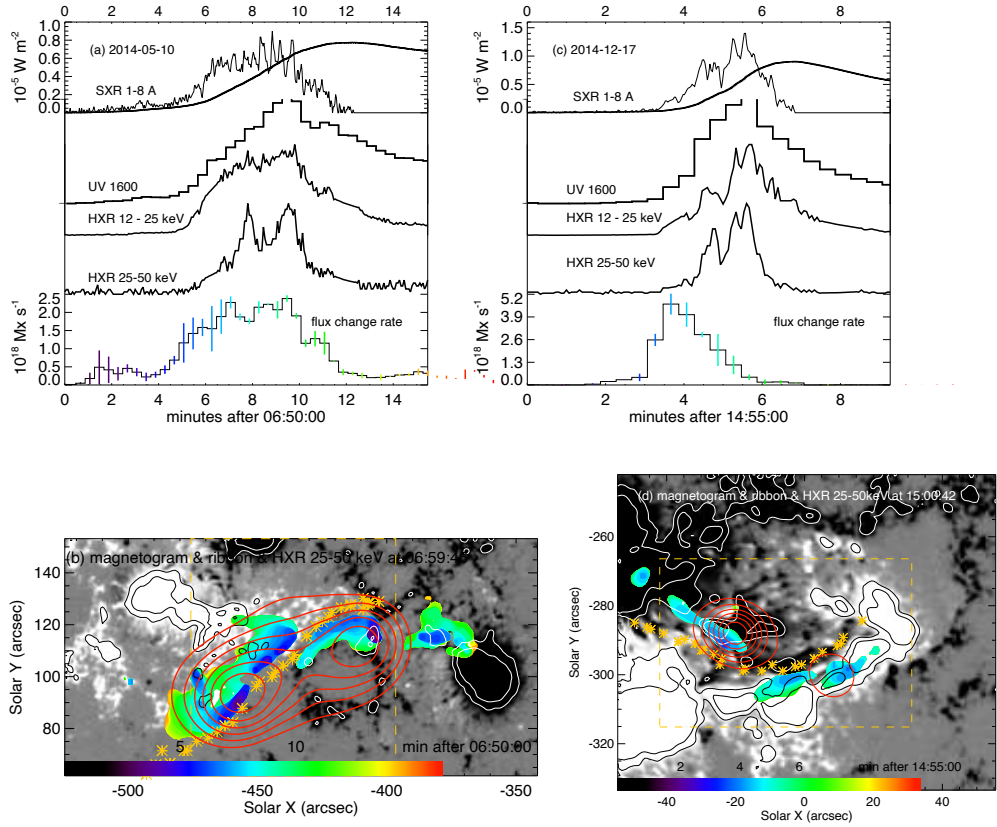 0 2 4 6 8 10 12 14
1.0
0.8
0.6
0.4
0.2
0.0
10⁻⁵ W m⁻²
(a) 2014-05-10
SXR 1-8 A
UV 1600
HXR 12 - 25 keV
HXR 25-50 keV
2.5
2.0
1.5
1.0
0.5
0
10¹⁸ Mx s⁻¹
flux change rate
0 2 4 6 8 10 12 14
minutes after 06:50:00
0 2 4 6 8
1.5
1.0
0.5
0.0
10⁻⁵ W m⁻²
(c) 2014-12-17
SXR 1-8 A
UV 1600
HXR 12 - 25 keV
HXR 25-50 keV
5.2
3.9
2.6
1.3
0
10¹⁸ Mx s⁻¹
flux change rate
0 2 4 6 8
minutes after 14:55:00
(b) magnetogram & ribbon & HXR 25-50 keV at 06:59:4
140
120
100
80
Solar Y (arcsec)
5 10 min after 06:50:00
-500 -450 -400 -350
Solar X (arcsec)
(d) magnetogram & ribbon & HXR 25-50keV at 15:00:42
-260
-280
-300
-320
Solar Y (arcsec)
2 4 6 min after 14:55:00
-40 -20 0 20 40
Solar X (arcsec)